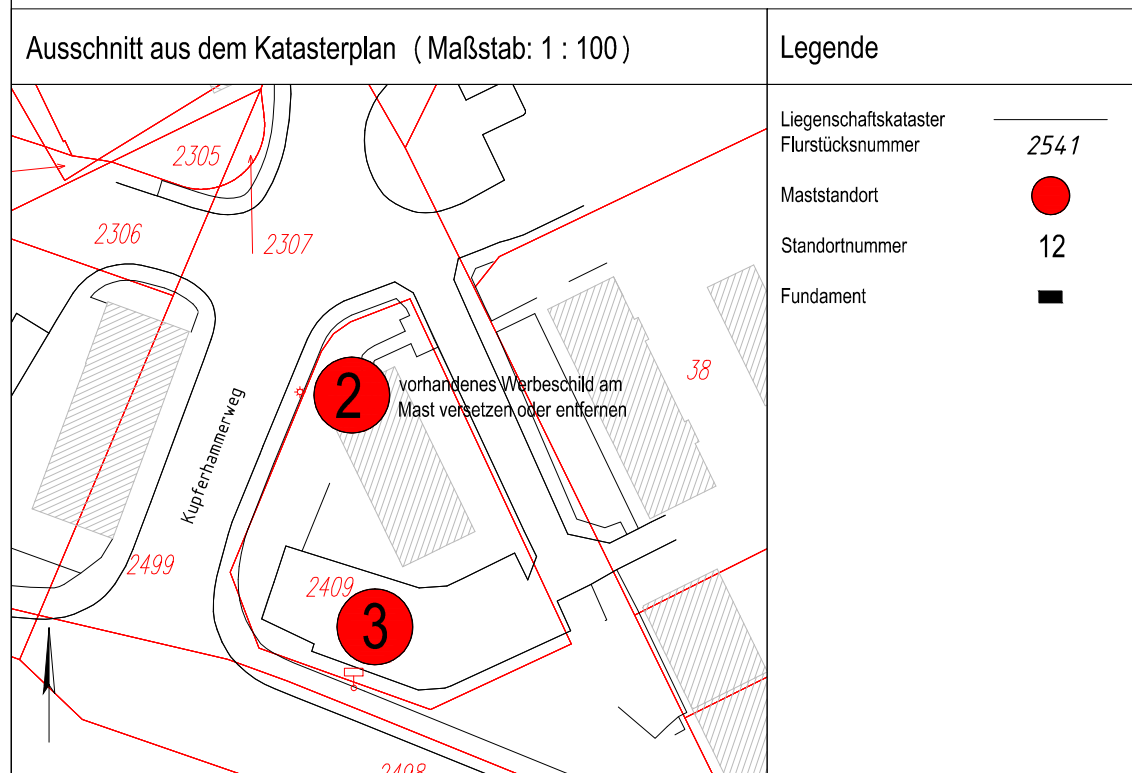 Ausschnitt aus dem Katasterplan ( Maßstab: 1 : 100 )
Legende
Liegenschaftskataster
Flurstücksnummer 2541
Maststandort
Standortnummer 12
Fundament
2305
2306
2307
38
2
vorhandenes Werbeschild am
Mast versetzen oder entfernen
Kupferhammerweg
2499
2409
3
2498